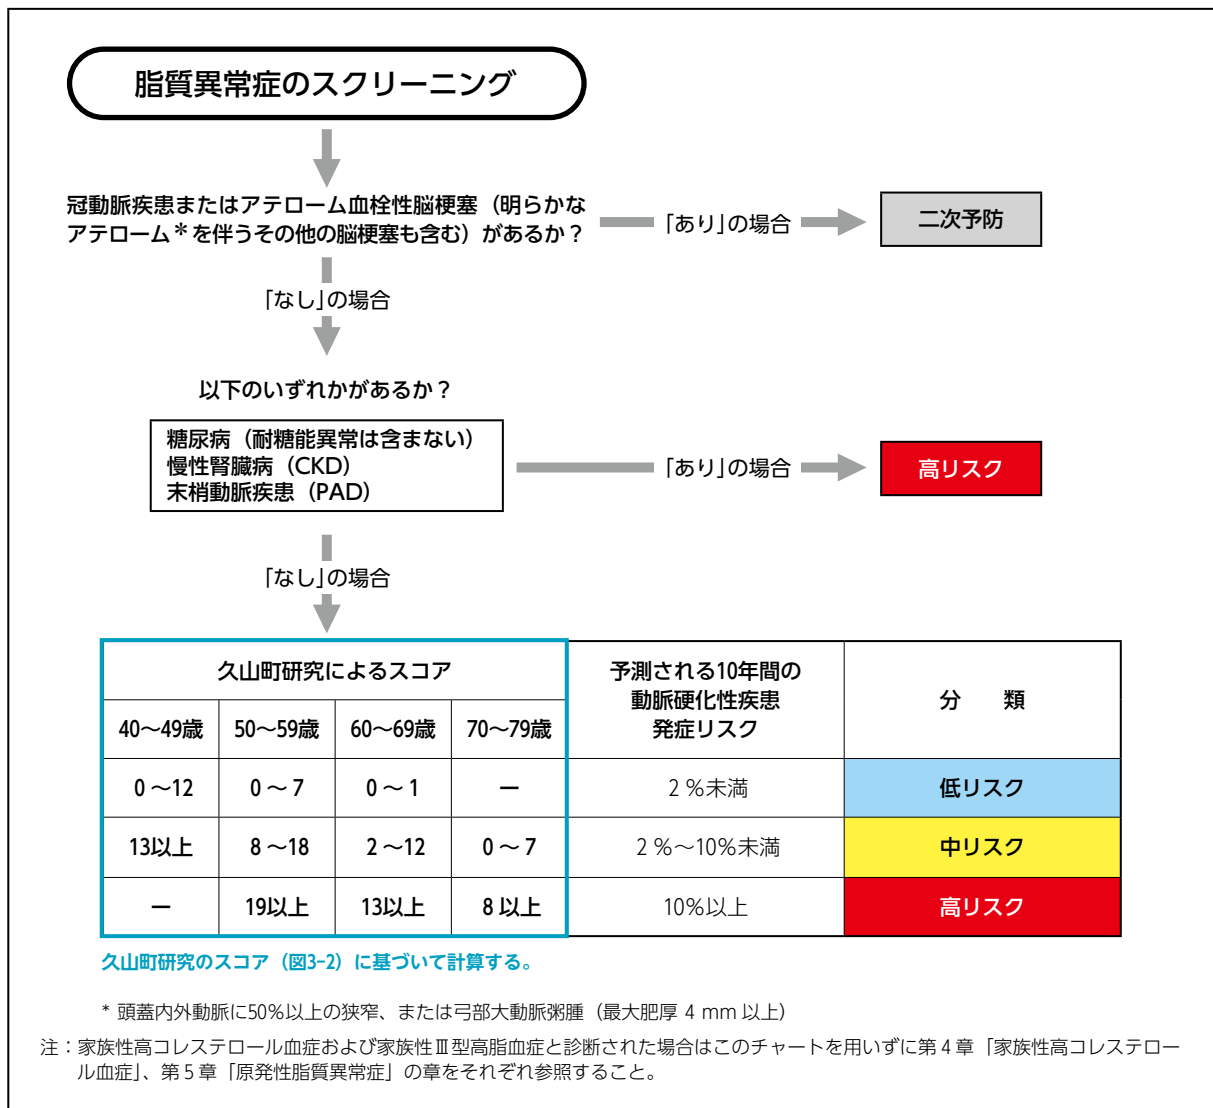 脂質異常症のスクリーニング
冠動脈疾患またはアテローム血栓性脳梗塞（明らかな
アテローム＊を伴うその他の脳梗塞も含む）があるか？
「あり」の場合
二次予防
「なし」の場合
以下のいずれかがあるか？
糖尿病（耐糖能異常は含まない）
慢性腎臓病（CKD）
末梢動脈疾患（PAD）
「あり」の場合
高リスク
「なし」の場合
久山町研究によるスコア
予測される10年間の
動脈硬化性疾患
発症リスク
分　類
40～49歳 50～59歳 60～69歳 70～79歳
0～12 0～7 0～1 － 2％未満 低リスク
13以上 8～18 2～12 0～7 2％～10％未満 中リスク
－ 19以上 13以上 8以上 10％以上 高リスク
久山町研究のスコア（図3-2）に基づいて計算する。
* 頭蓋内外動脈に50％以上の狭窄、または弓部大動脈粥腫（最大肥厚 4 mm 以上）
注：家族性高コレステロール血症および家族性Ⅲ型高脂血症と診断された場合はこのチャートを用いずに第4章「家族性高コレステロー
ル血症」、第5章「原発性脂質異常症」の章をそれぞれ参照すること。